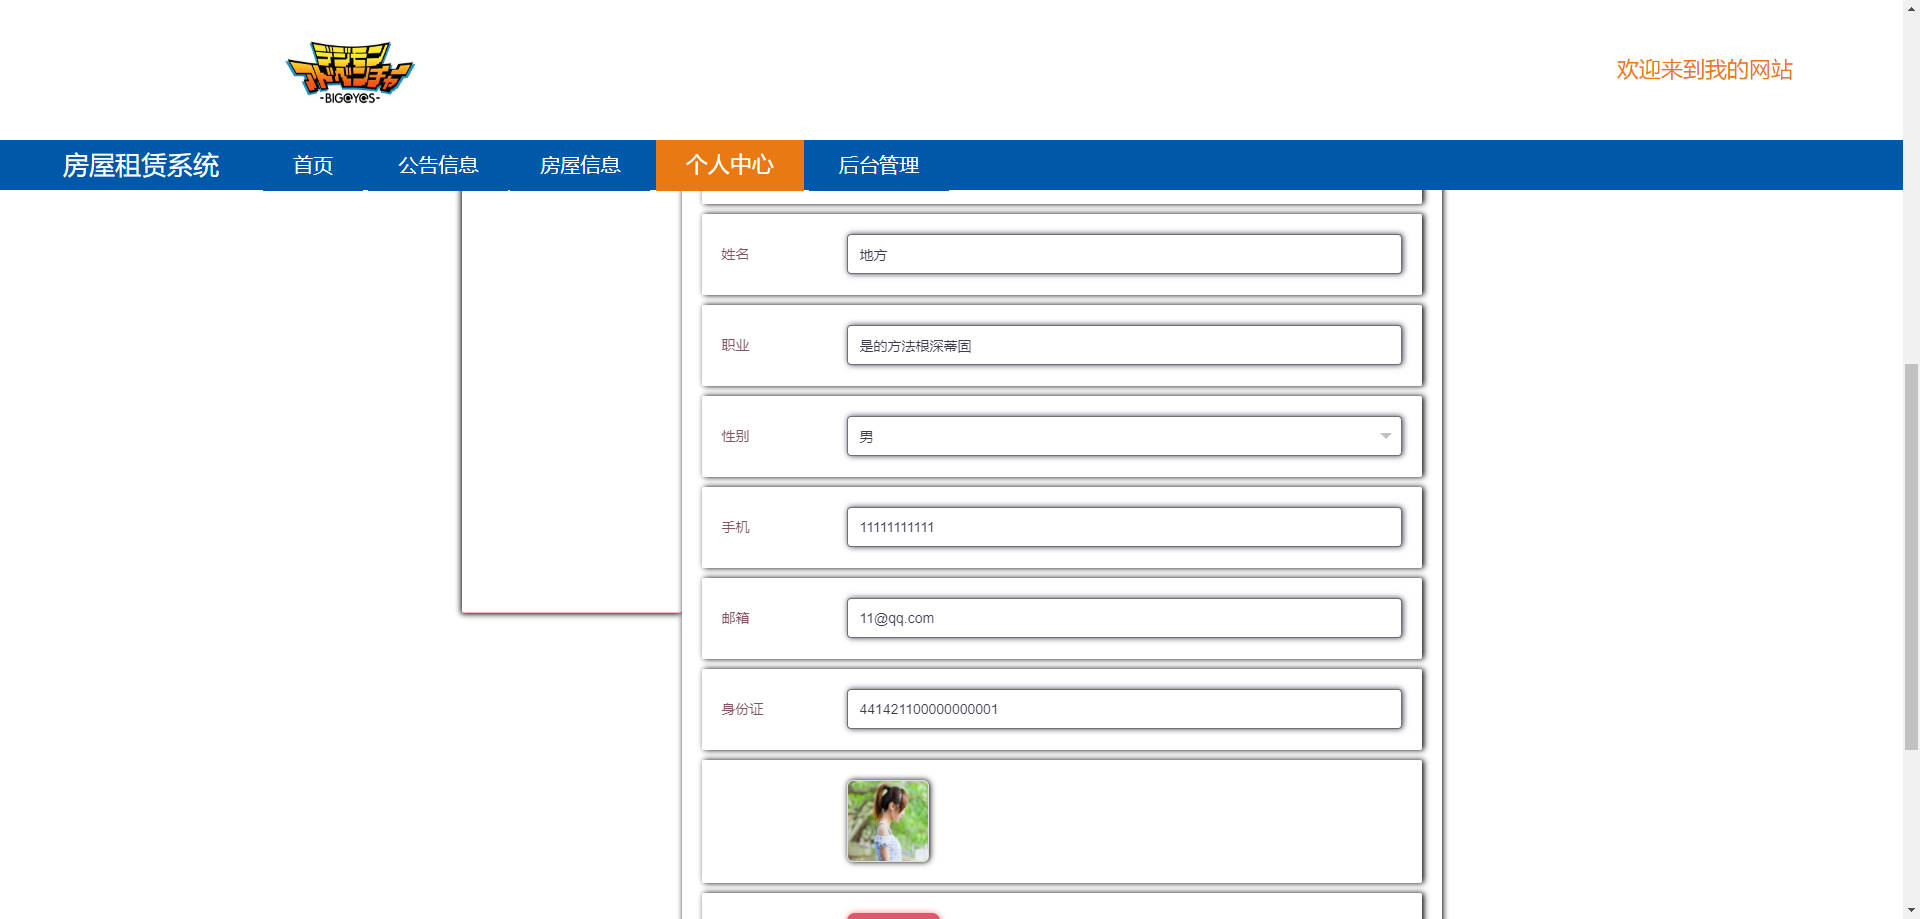 デジモン
アドベンチャー
-BIGEYES-
欢迎来到我的网站
房屋租赁系统 首页 公告信息 房屋信息 个人中心 后台管理
姓名 地方
职业 是的方法根深蒂固
性别 男
手机 11111111111
邮箱 11@qq.com
身份证 441421100000000001